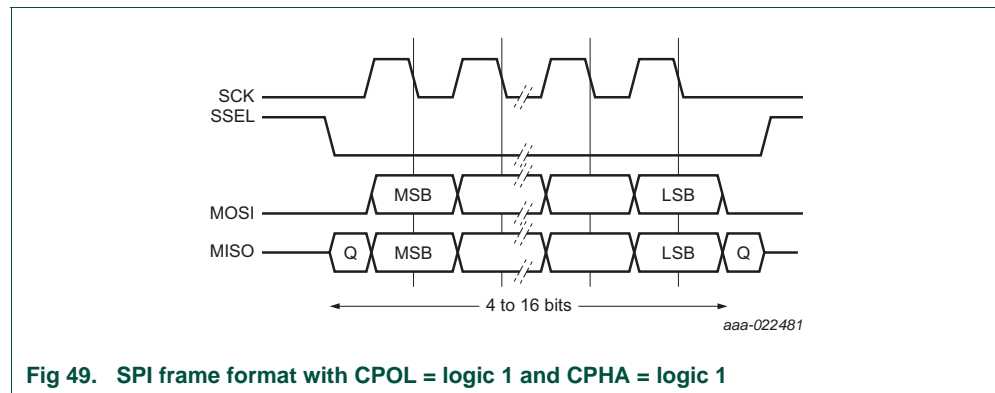 SCK
SSEL
MOSI
MSB
LSB
MISO
Q
MSB
LSB
Q
4 to 16 bits
aaa-022481
Fig 49. SPI frame format with CPOL = logic 1 and CPHA = logic 1